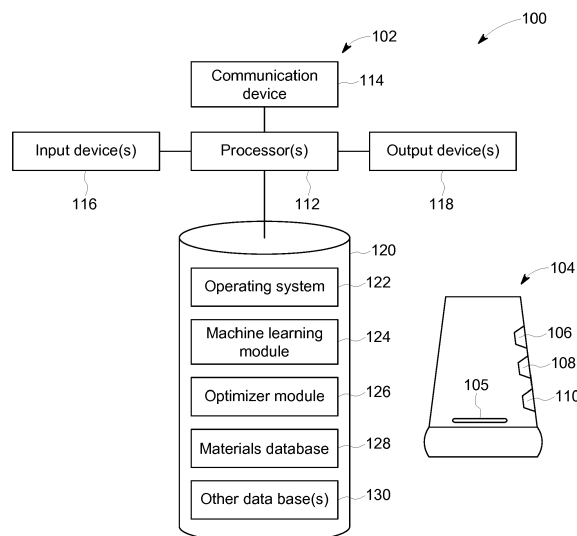 102
100
Communication
device
114
Input device(s)
Processor(s)
Output device(s)
116
112
118
120
Operating system
122
104
Machine learning
module
124
106
108
Optimizer module
126
105
110
Materials database
128
Other data base(s)
130